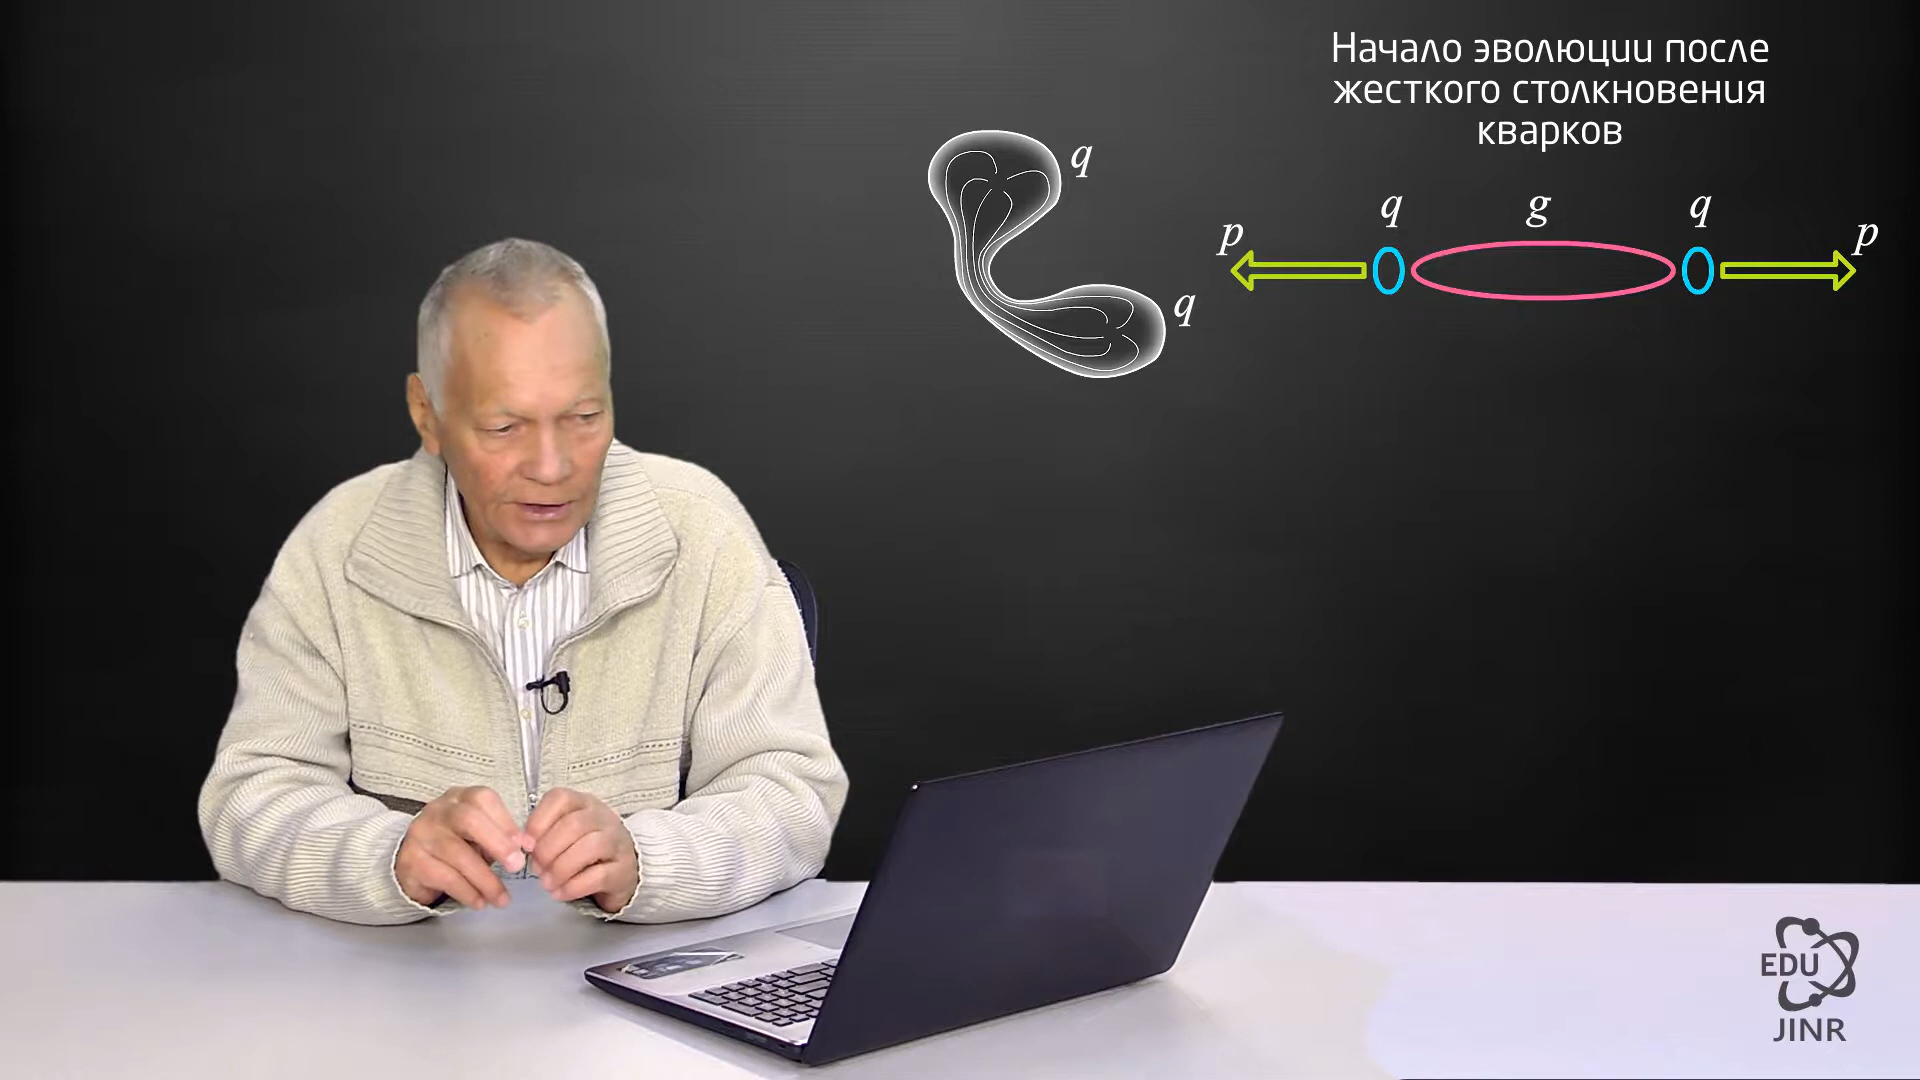 Начало эволюции после
жесткого столкновения
кварков
q
q
p
q
g
q
p
EDU
JINR